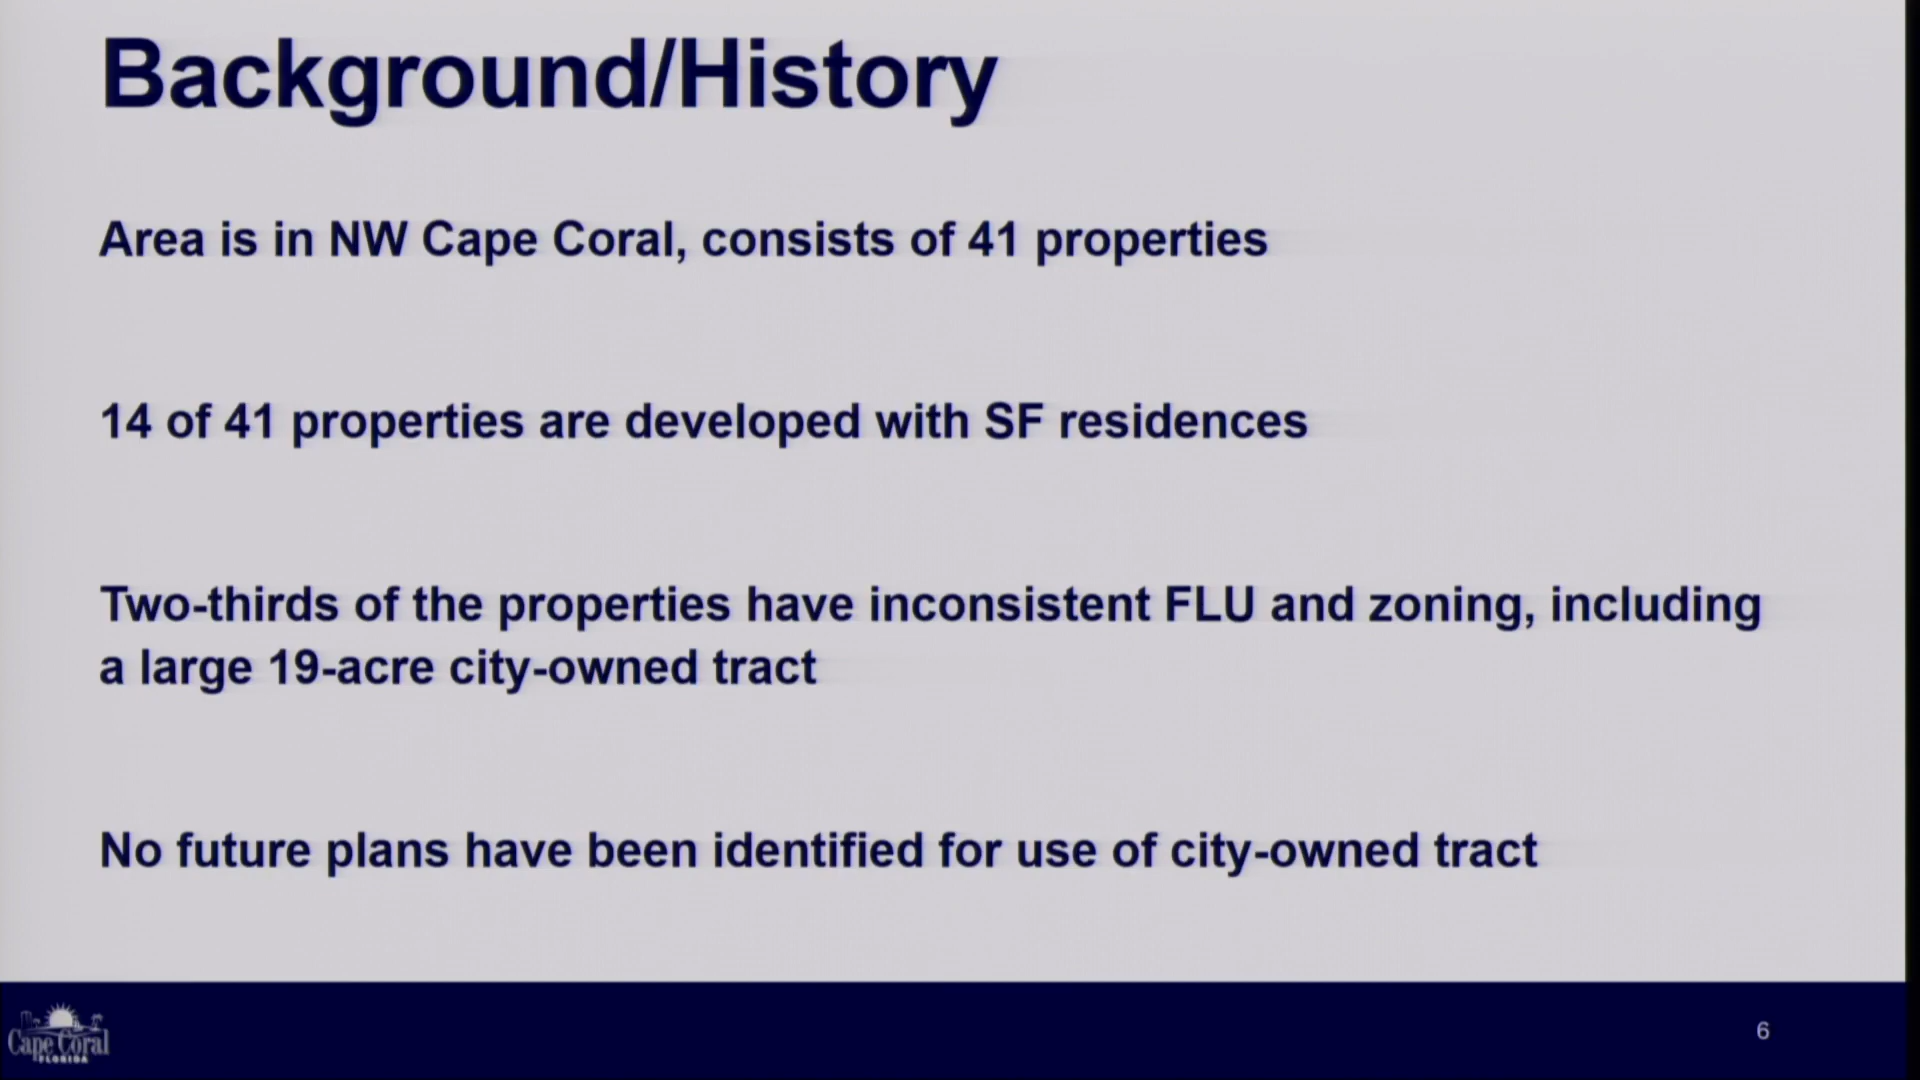 Background/History
Area is in NW Cape Coral, consists of 41 properties
14 of 41 properties are developed with SF residences
Two-thirds of the properties have inconsistent FLU and zoning, including
a large 19-acre city-owned tract
No future plans have been identified for use of city-owned tract
Cape Coral
FLORIDA
6